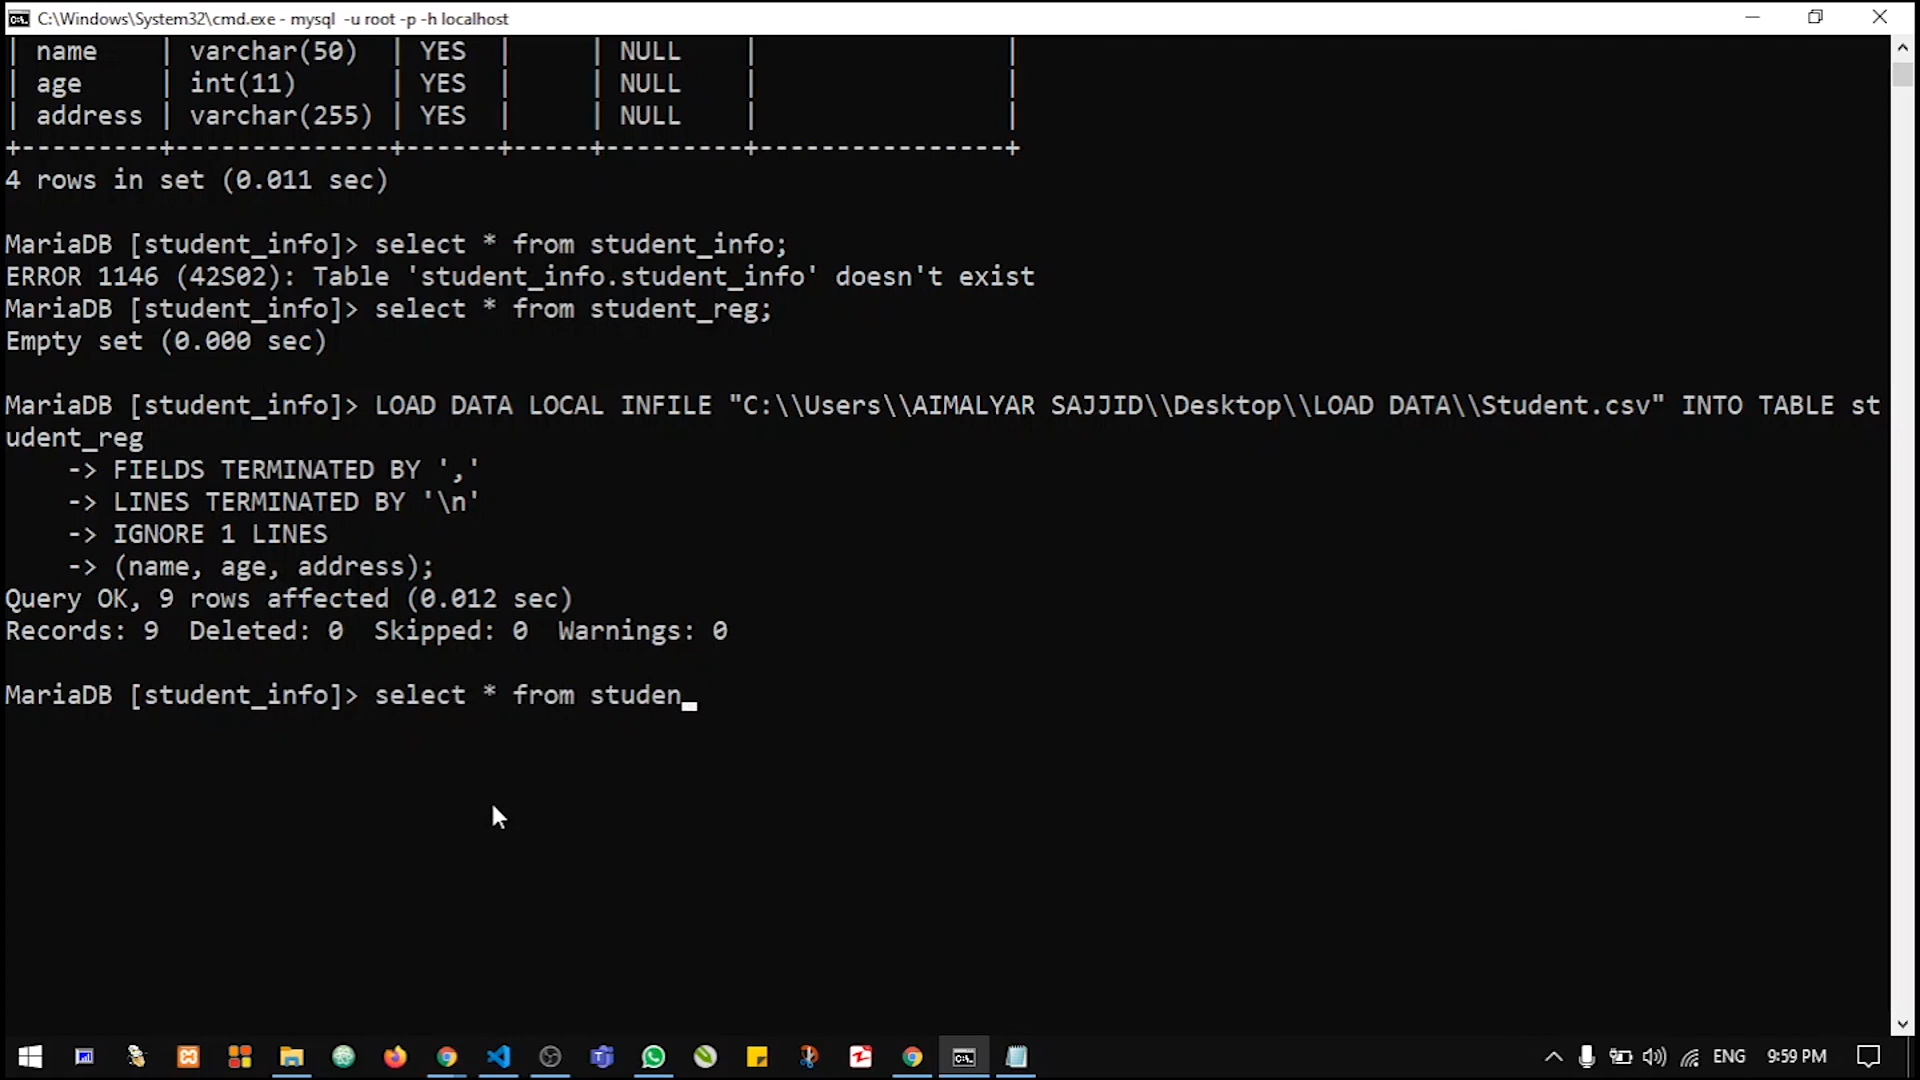 C:\Windows\System32\cmd.exe - mysql  -u root -p -h localhost
| name    | varchar(50)  | YES  |     | NULL    |                |
| age     | int(11)      | YES  |     | NULL    |                |
| address | varchar(255) | YES  |     | NULL    |                |
+---------+--------------+------+-----+---------+----------------+
4 rows in set (0.011 sec)
MariaDB [student_info]> select * from student_info;
ERROR 1146 (42S02): Table 'student_info.student_info' doesn't exist
MariaDB [student_info]> select * from student_reg;
Empty set (0.000 sec)
MariaDB [student_info]> LOAD DATA LOCAL INFILE "C:\\Users\\AIMALYAR SAJJID\\Desktop\\LOAD DATA\\Student.csv" INTO TABLE st
udent_reg
    -> FIELDS TERMINATED BY ','
    -> LINES TERMINATED BY '\n'
    -> IGNORE 1 LINES
    -> (name, age, address);
Query OK, 9 rows affected (0.012 sec)
Records: 9  Deleted: 0  Skipped: 0  Warnings: 0
MariaDB [student_info]> select * from studen_
ENG 9:59 PM